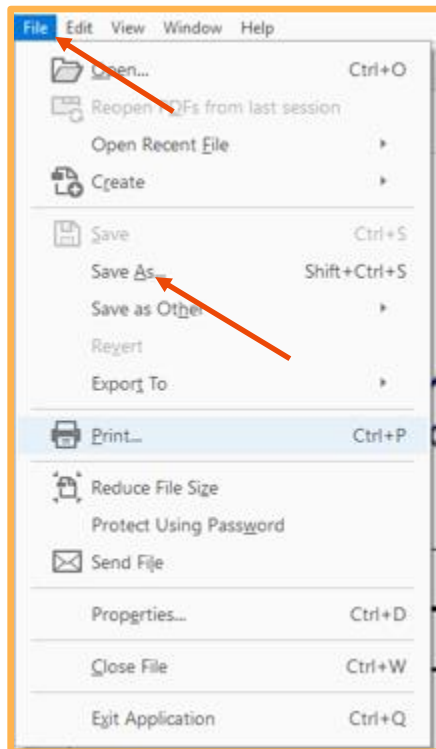 File Edit View Window Help
Open... Ctrl+O
Reopen PDFs from last session
Open Recent File
Create
Save Ctrl+S
Save As... Shift+Ctrl+S
Save as Other
Revert
Export To
Print... Ctrl+P
Reduce File Size
Protect Using Password
Send File
Properties... Ctrl+D
Close File Ctrl+W
Exit Application Ctrl+Q